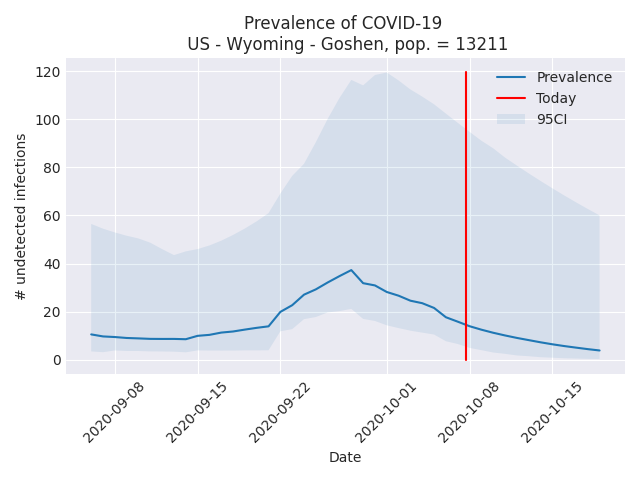 Prevalence of COVID-19
US - Wyoming - Goshen, pop. = 13211
120
100
80
60
40
20
0
# undetected infections
Prevalence
Today
95CI
2020-09-08
2020-09-15
2020-09-22
2020-10-01
2020-10-08
2020-10-15
Date